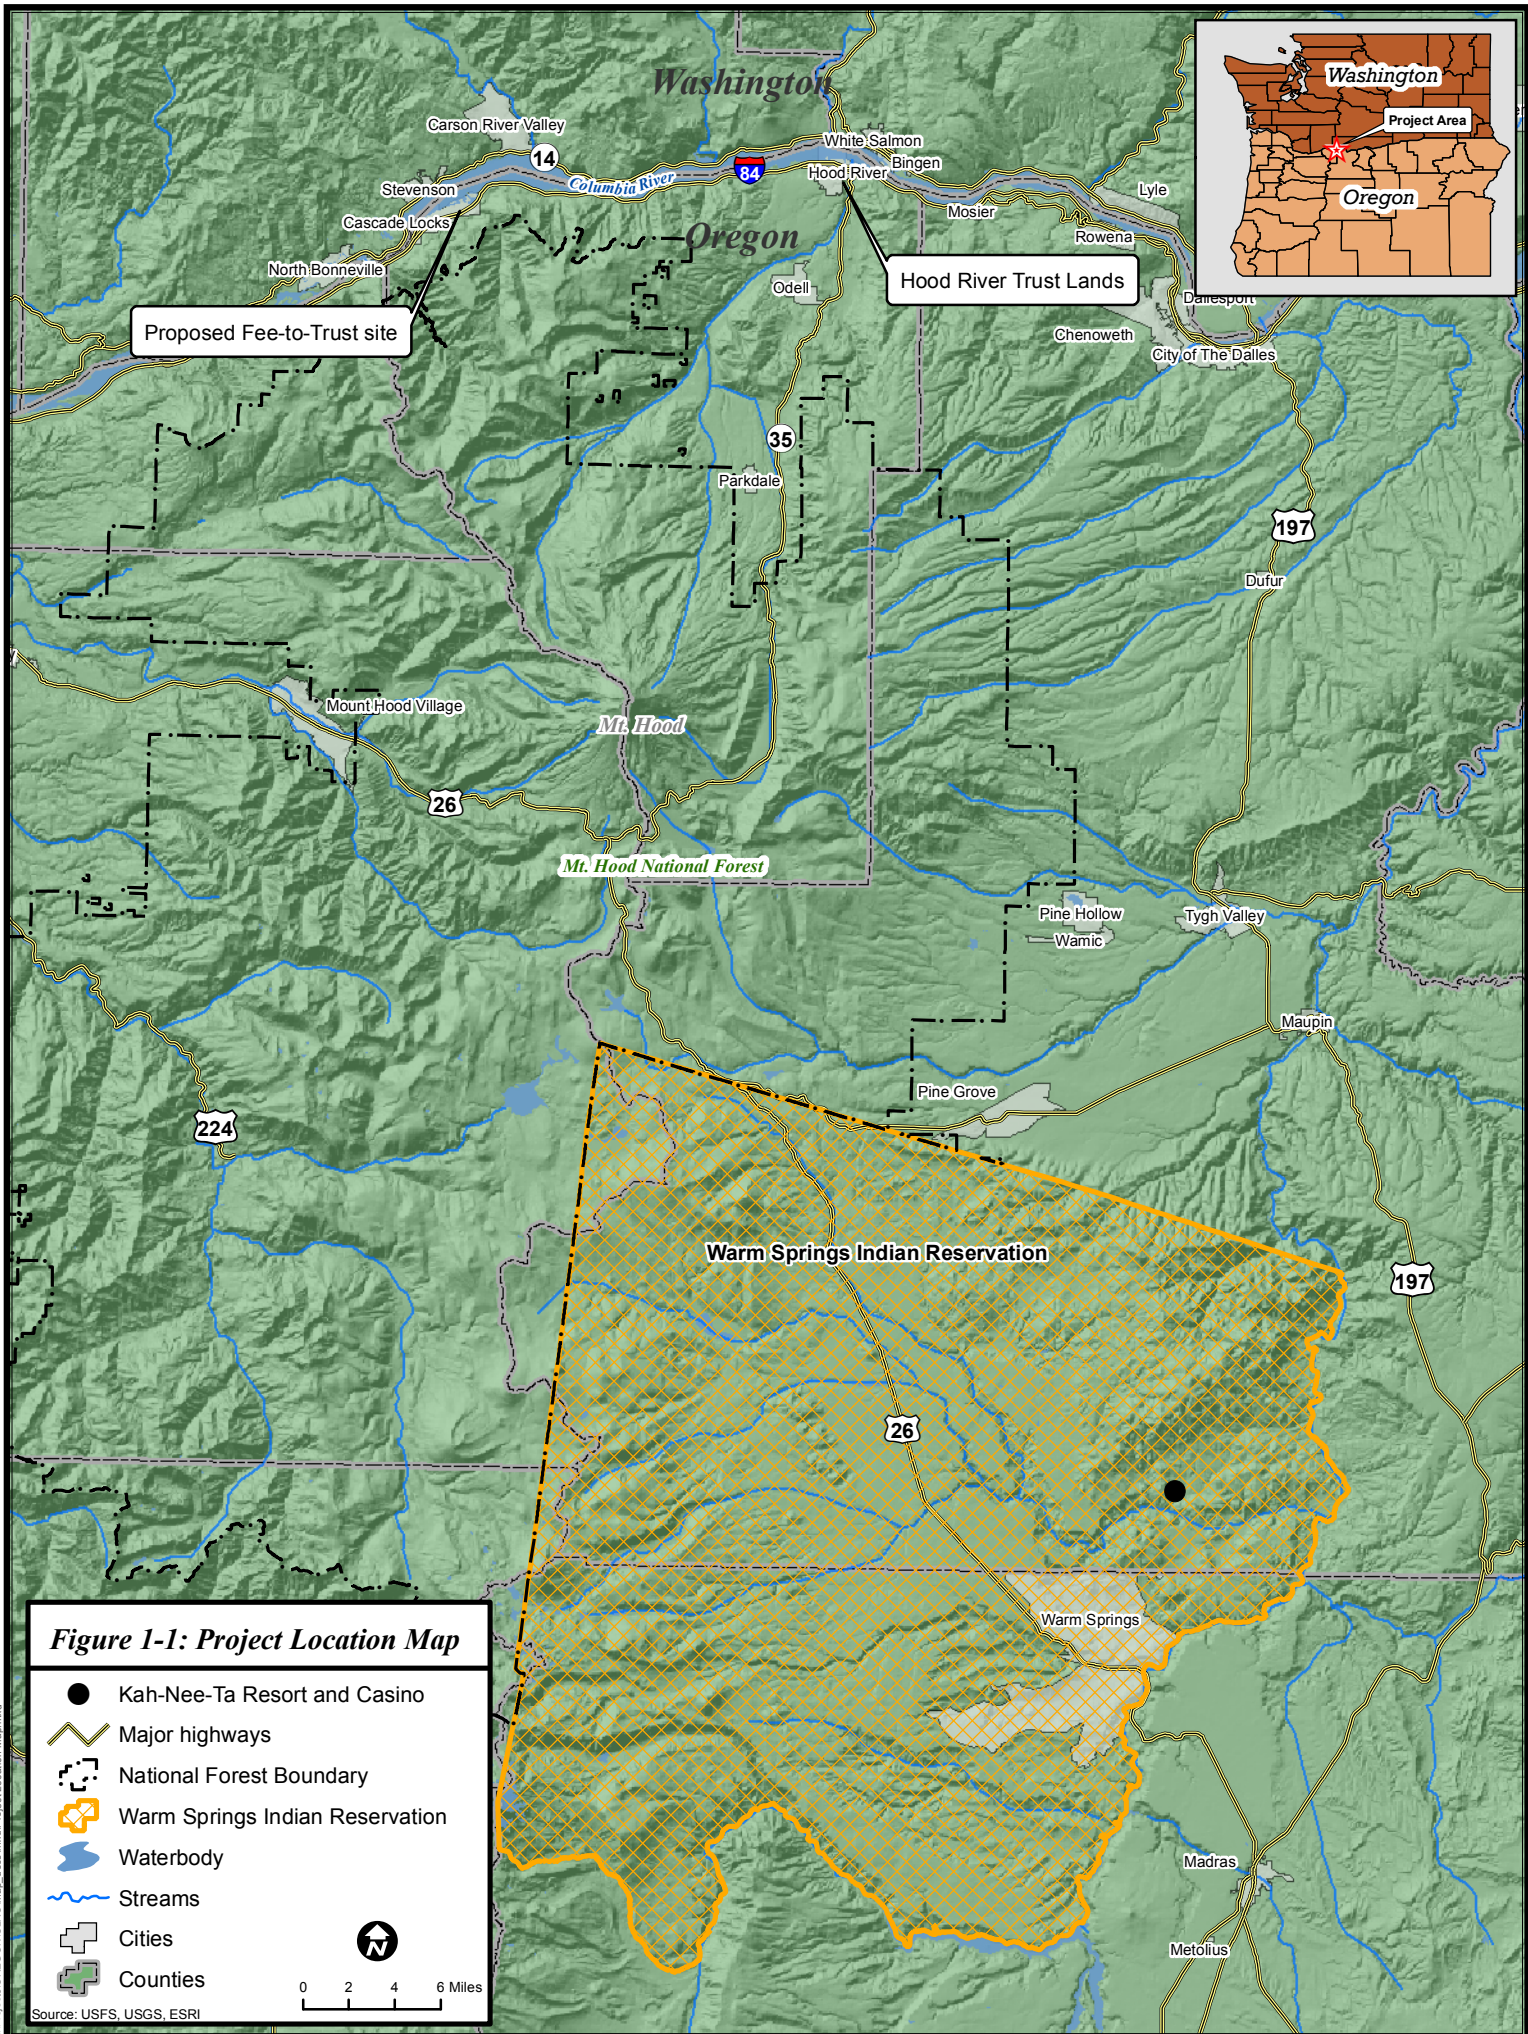 Washington
Washington
Project Area
Oregon
Carson River Valley
14
White Salmon
Bingen
84
Hood River
Columbia River
Stevenson
Lyle
Cascade Locks
Mosier
Rowena
Oregon
North Bonneville
Hood River Trust Lands
Odell
Dallesport
Proposed Fee-to-Trust site
Chenoweth
City of The Dalles
35
Parkdale
197
Dufur
Mount Hood Village
Mt. Hood
26
Mt. Hood National Forest
Pine Hollow
Tygh Valley
Wamic
Maupin
Pine Grove
224
Warm Springs Indian Reservation
197
26
Warm Springs
Madras
Metolius
Figure 1-1: Project Location Map
Kah-Nee-Ta Resort and Casino
Major highways
National Forest Boundary
Warm Springs Indian Reservation
Waterbody
Streams
Cities
N
Counties
0 2 4 6 Miles
Source: USFS, USGS, ESRI